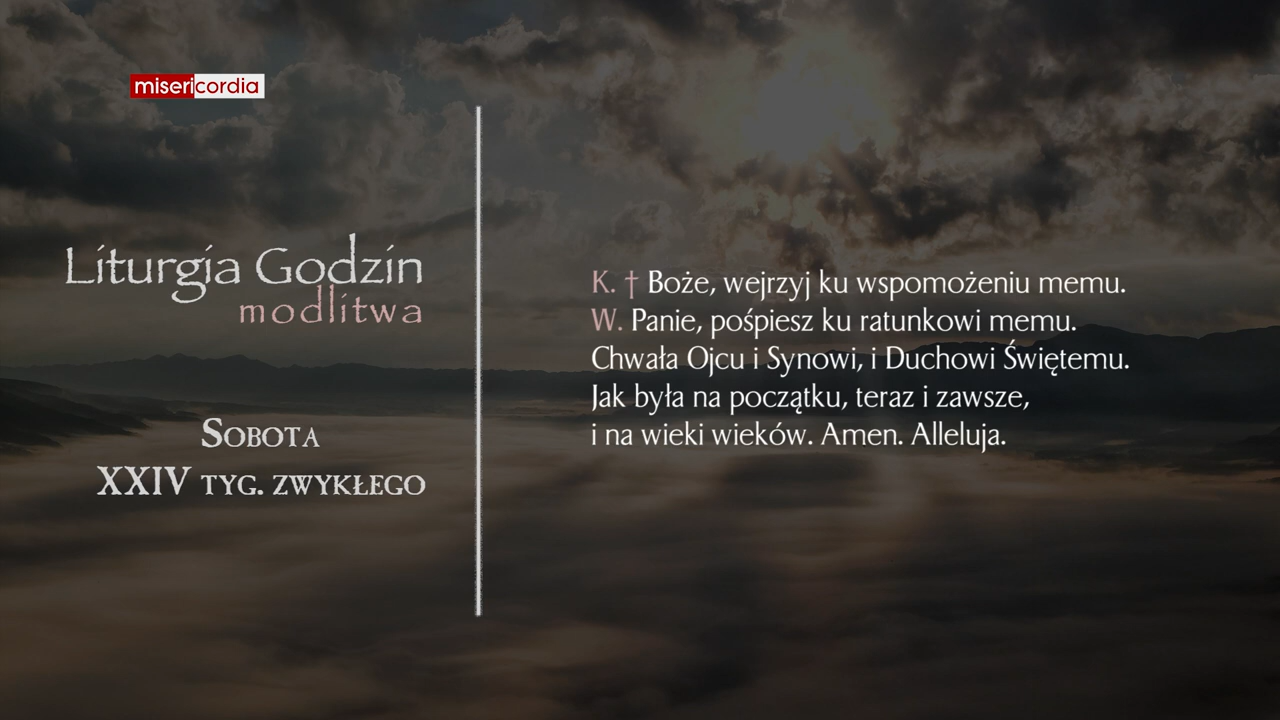 misericordia
Liturgia Godzin
modlitwa
Sobota
XXIV tyg. zwykłego
K. † Boże, wejrzyj ku wspomożeniu memu.
W. Panie, pośpiesz ku ratunkowi memu.
Chwała Ojcu i Synowi, i Duchowi Świętemu.
Jak była na początku, teraz i zawsze,
i na wieki wieków. Amen. Alleluja.